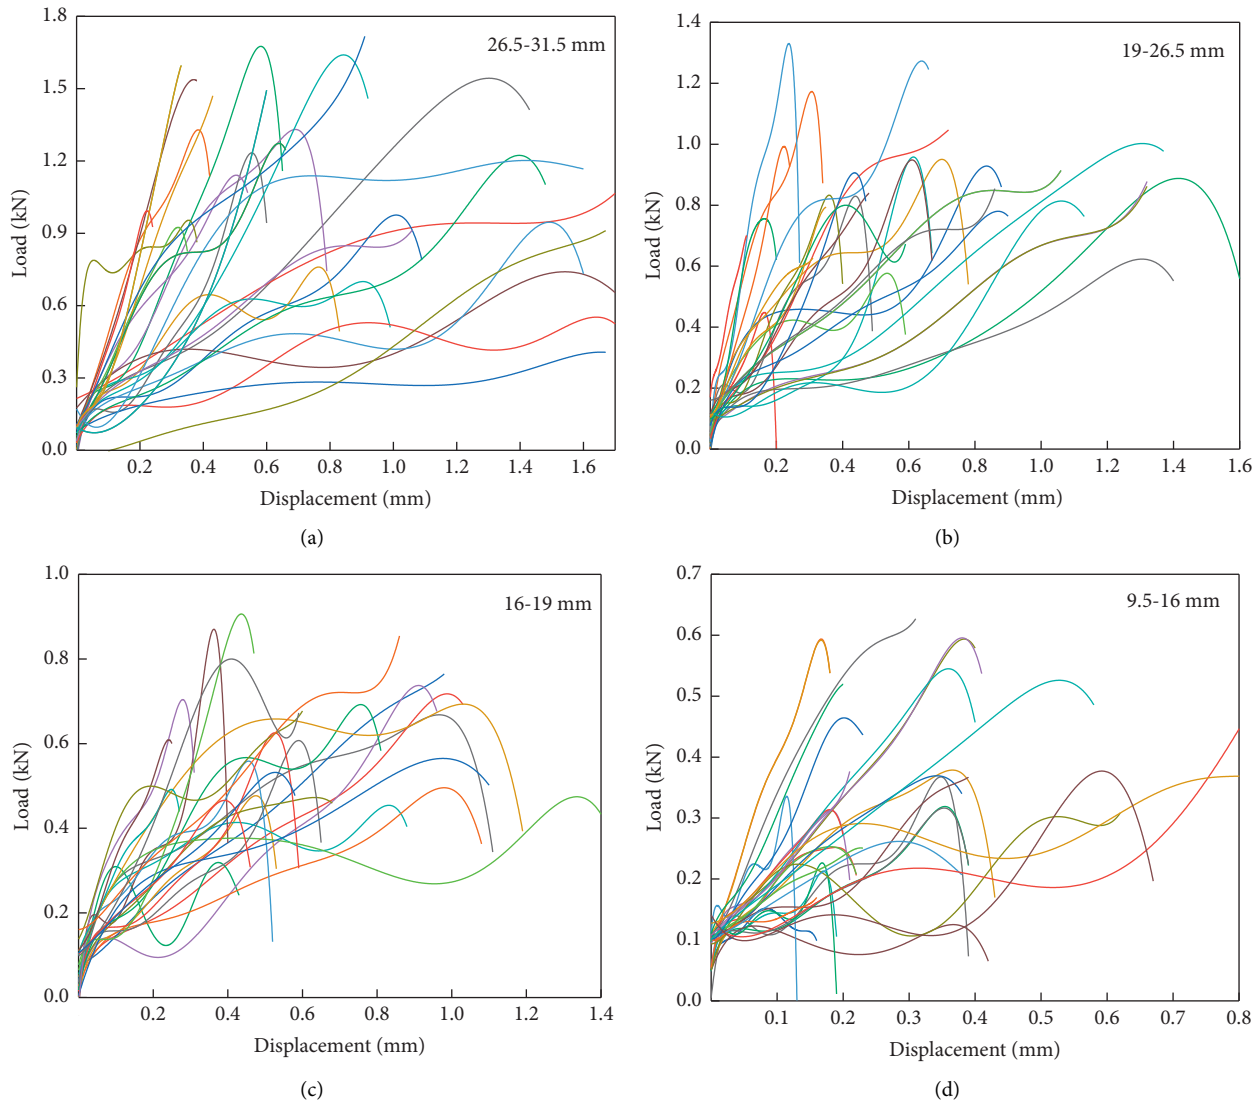 1.8
1.5
1.2
0.9
0.6
0.3
0.0
Load (kN)
26.5-31.5 mm
0.2 0.4 0.6 0.8 1.0 1.2 1.4 1.6
Displacement (mm)
(a)
1.4
1.2
1.0
0.8
0.6
0.4
0.2
0.0
Load (kN)
19-26.5 mm
0.2 0.4 0.6 0.8 1.0 1.2 1.4 1.6
Displacement (mm)
(b)
1.0
0.8
0.6
0.4
0.2
0.0
Load (kN)
16-19 mm
0.2 0.4 0.6 0.8 1.0 1.2 1.4
Displacement (mm)
(c)
0.7
0.6
0.5
0.4
0.3
0.2
0.1
0.0
Load (kN)
9.5-16 mm
0.1 0.2 0.3 0.4 0.5 0.6 0.7 0.8
Displacement (mm)
(d)